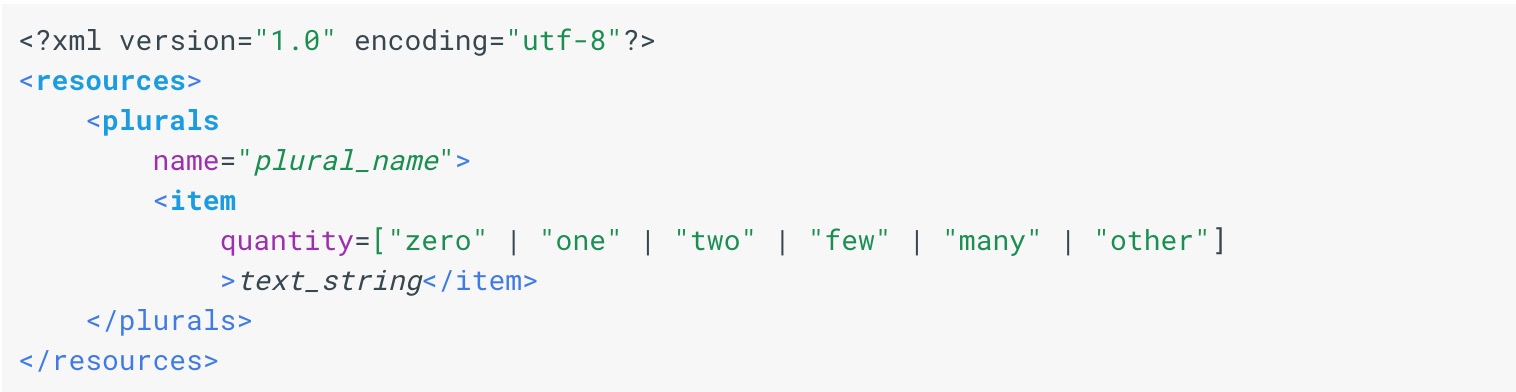 <?xml version="1.0" encoding="utf-8"?>
<resources>
    <plurals
        name="plural_name">
        <item
            quantity=["zero" | "one" | "two" | "few" | "many" | "other"]
            >text_string</item>
    </plurals>
</resources>